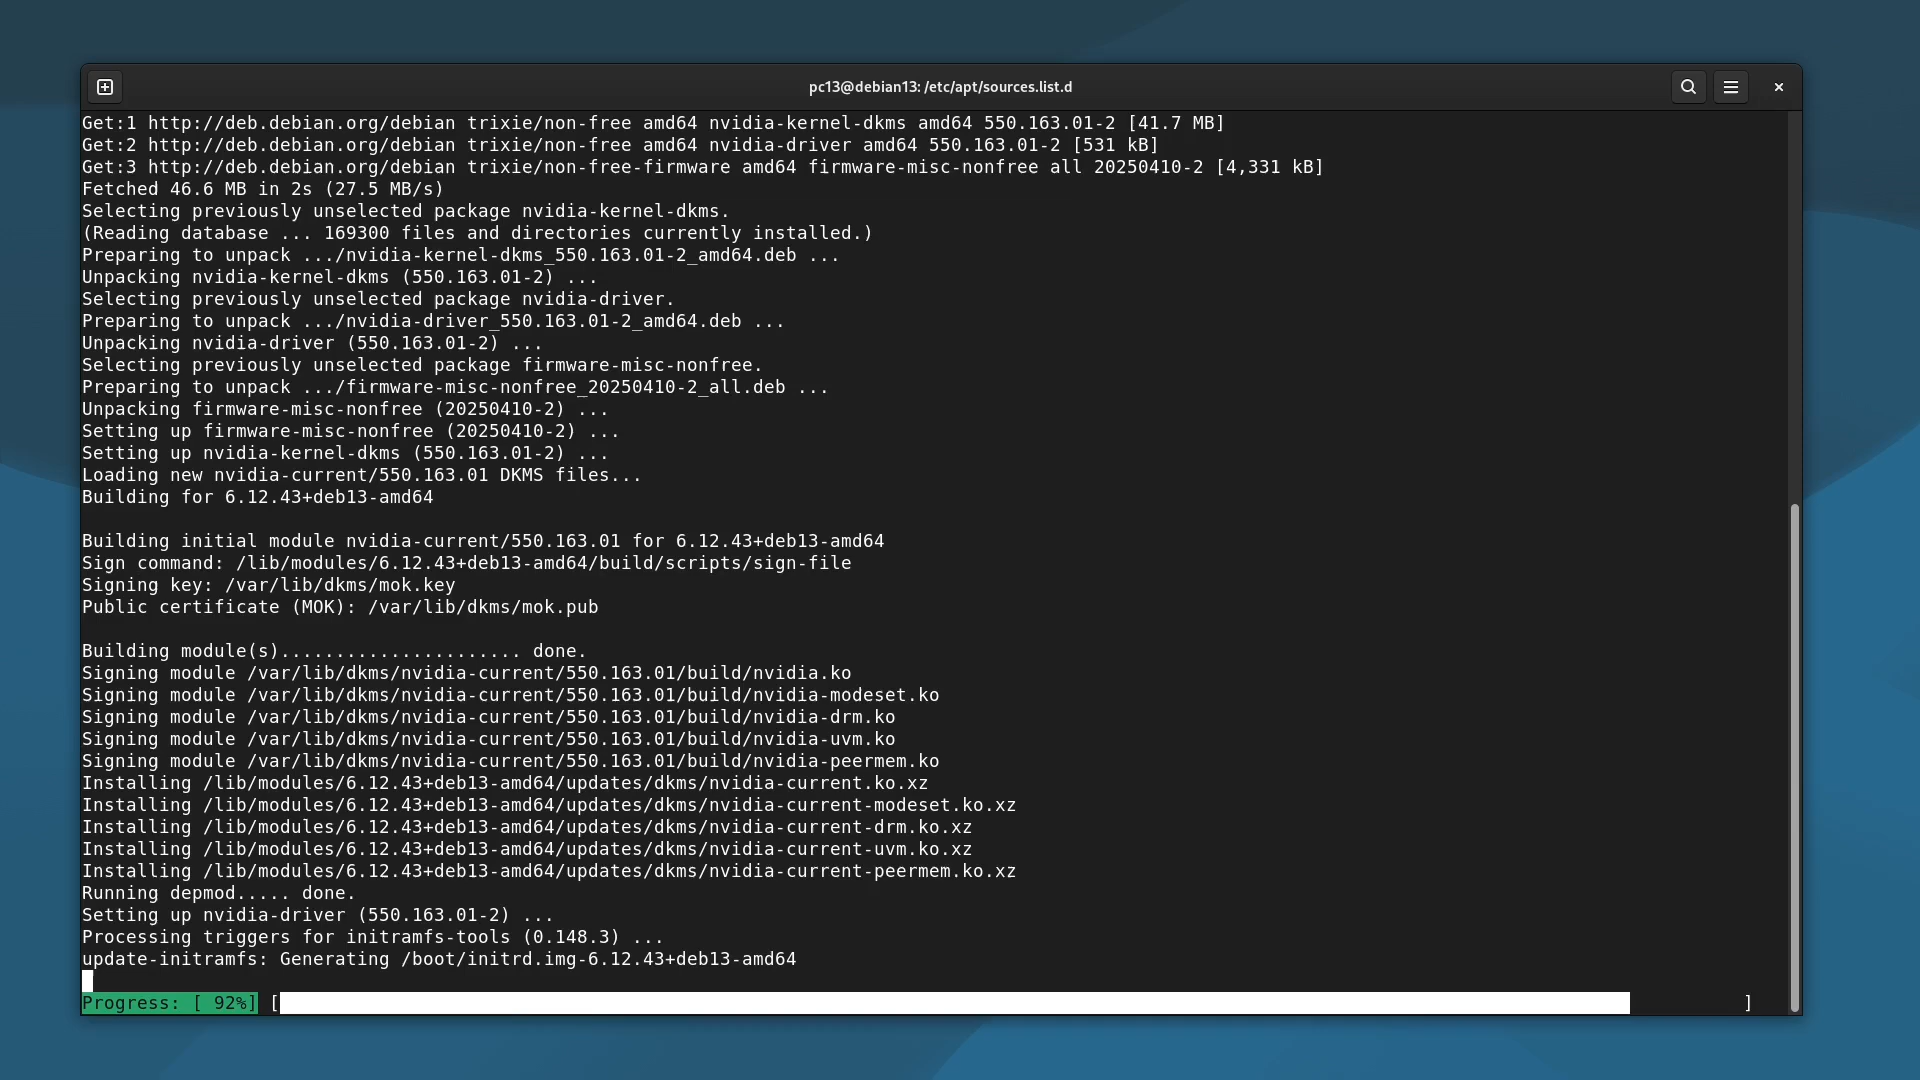 pc13@debian13: /etc/apt/sources.list.d
Get:1 http://deb.debian.org/debian trixie/non-free amd64 nvidia-kernel-dkms amd64 550.163.01-2 [41.7 MB]
Get:2 http://deb.debian.org/debian trixie/non-free amd64 nvidia-driver amd64 550.163.01-2 [531 kB]
Get:3 http://deb.debian.org/debian trixie/non-free-firmware amd64 firmware-misc-nonfree all 20250410-2 [4,331 kB]
Fetched 46.6 MB in 2s (27.5 MB/s)
Selecting previously unselected package nvidia-kernel-dkms.
(Reading database ... 169300 files and directories currently installed.)
Preparing to unpack .../nvidia-kernel-dkms_550.163.01-2_amd64.deb ...
Unpacking nvidia-kernel-dkms (550.163.01-2) ...
Selecting previously unselected package nvidia-driver.
Preparing to unpack .../nvidia-driver_550.163.01-2_amd64.deb ...
Unpacking nvidia-driver (550.163.01-2) ...
Selecting previously unselected package firmware-misc-nonfree.
Preparing to unpack .../firmware-misc-nonfree_20250410-2_all.deb ...
Unpacking firmware-misc-nonfree (20250410-2) ...
Setting up firmware-misc-nonfree (20250410-2) ...
Setting up nvidia-kernel-dkms (550.163.01-2) ...
Loading new nvidia-current/550.163.01 DKMS files...
Building for 6.12.43+deb13-amd64
Building initial module nvidia-current/550.163.01 for 6.12.43+deb13-amd64
Sign command: /lib/modules/6.12.43+deb13-amd64/build/scripts/sign-file
Signing key: /var/lib/dkms/mok.key
Public certificate (MOK): /var/lib/dkms/mok.pub
Building module(s)...................... done.
Signing module /var/lib/dkms/nvidia-current/550.163.01/build/nvidia.ko
Signing module /var/lib/dkms/nvidia-current/550.163.01/build/nvidia-modeset.ko
Signing module /var/lib/dkms/nvidia-current/550.163.01/build/nvidia-drm.ko
Signing module /var/lib/dkms/nvidia-current/550.163.01/build/nvidia-uvm.ko
Signing module /var/lib/dkms/nvidia-current/550.163.01/build/nvidia-peermem.ko
Installing /lib/modules/6.12.43+deb13-amd64/updates/dkms/nvidia-current.ko.xz
Installing /lib/modules/6.12.43+deb13-amd64/updates/dkms/nvidia-current-modeset.ko.xz
Installing /lib/modules/6.12.43+deb13-amd64/updates/dkms/nvidia-current-drm.ko.xz
Installing /lib/modules/6.12.43+deb13-amd64/updates/dkms/nvidia-current-uvm.ko.xz
Installing /lib/modules/6.12.43+deb13-amd64/updates/dkms/nvidia-current-peermem.ko.xz
Running depmod..... done.
Setting up nvidia-driver (550.163.01-2) ...
Processing triggers for initramfs-tools (0.148.3) ...
update-initramfs: Generating /boot/initrd.img-6.12.43+deb13-amd64
Progress: [ 92%] [ ]